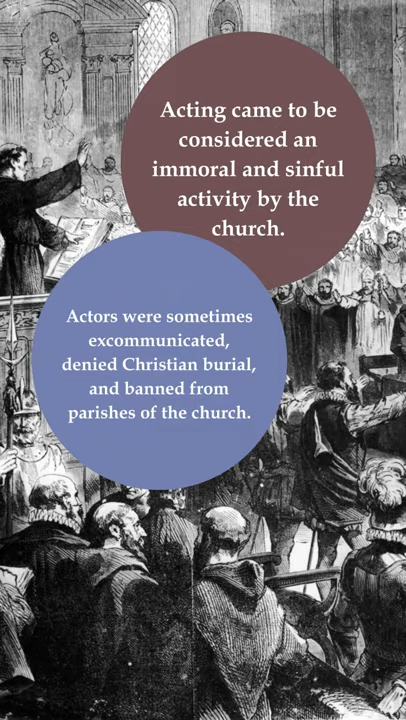 Acting came to be
considered an
immoral and sinful
activity by the
church.
Actors were sometimes
excommunicated,
denied Christian burial,
and banned from
parishes of the church.